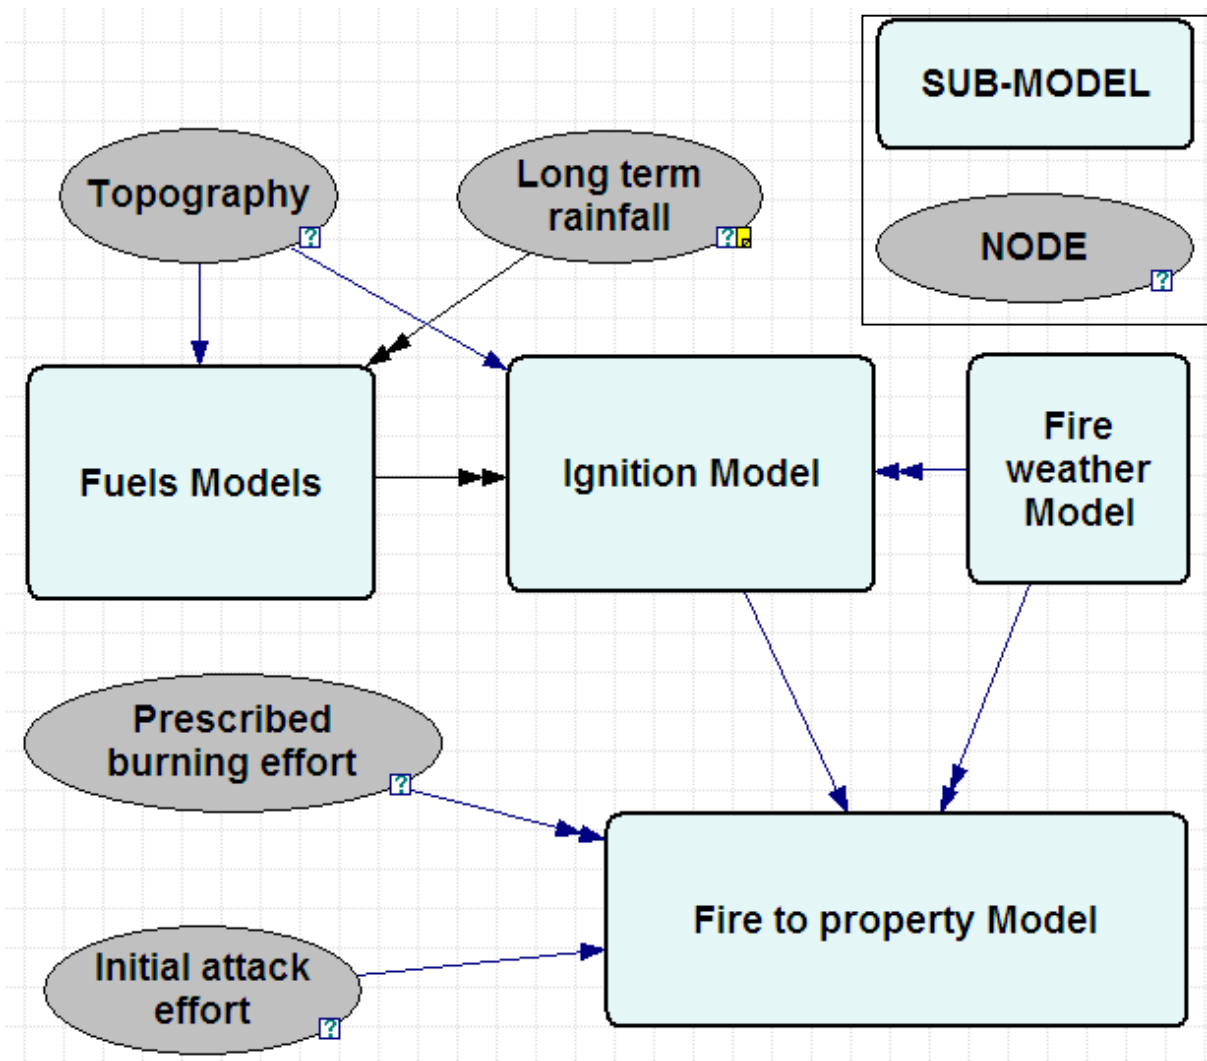 SUB-MODEL
Topography
?
Long term
rainfall
?
NODE
?
Fuels Models
Ignition Model
Fire
weather
Model
Prescribed
burning effort
?
Fire to property Model
Initial attack
effort
?